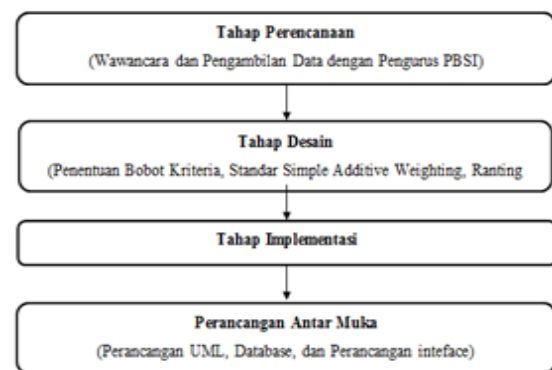 Tahap Perencanaan
(Wawancara dan Pengambilan Data dengan Pengurus PBSI)
Tahap Desain
(Penentuan Bobot Kriteria, Standar Simple Additive Weighting, Ranting
Tahap Implementasi
Perancangan Antar Muka
(Perancangan UML, Database, dan Perancangan inteface)